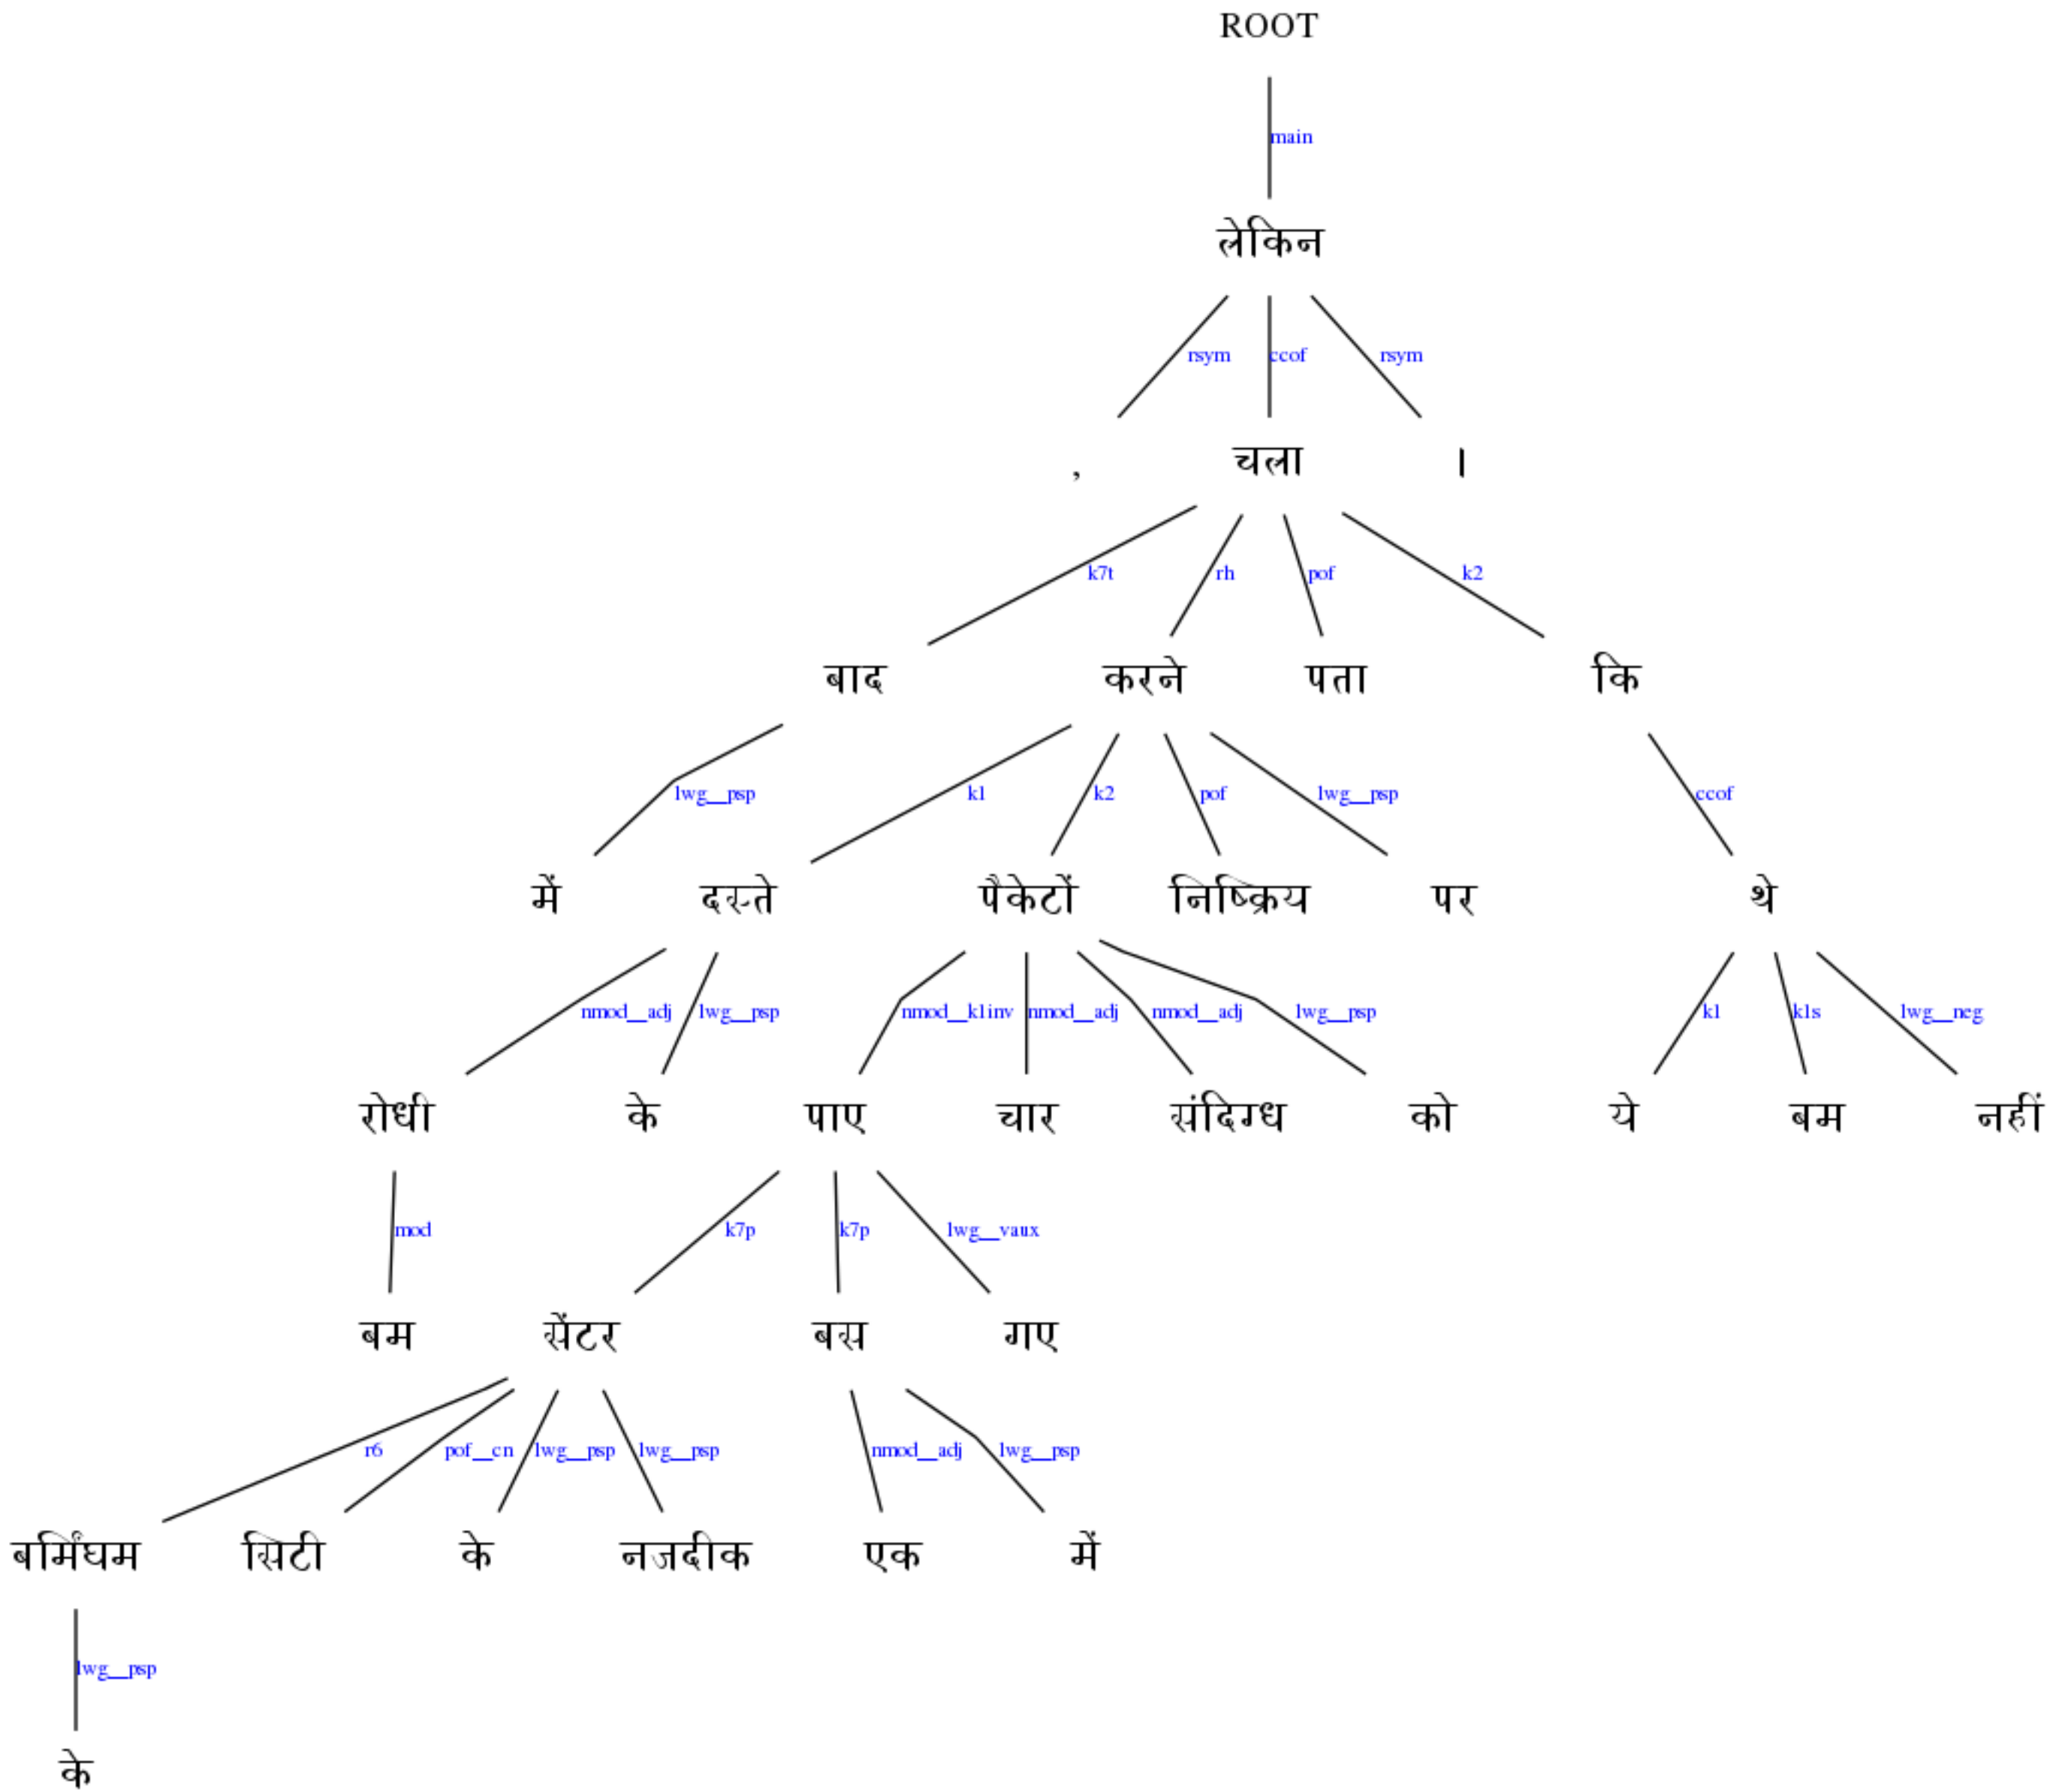 ROOT
main
लेकिन
rsym ccof rsym
, चला ।
k7t rh pof k2
बाद करने पता कि
lwg__psp k1 k2 pof lwg__psp ccof
में दस्ते पैकेटों निष्क्रिय पर थे
nmod__adj lwg__psp nmod__k1inv nmod__adj nmod__adj lwg__psp k1 k1s lwg__neg
रोधी के पाए चार संदिग्ध को ये बम नहीं
mod k7p k7p lwg__vaux
बम सेंटर बस गए
r6 pof__cn lwg__psp lwg__psp nmod__adj lwg__psp
बर्मिंघम सिटी के नजदीक एक में
lwg__psp
के